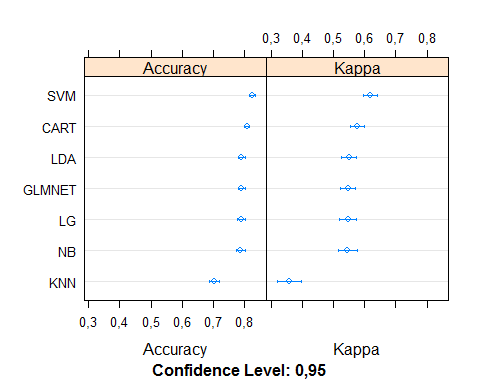 0,3 0,4 0,5 0,6 0,7 0,8
Accuracy Kappa
SVM
CART
LDA
GLMNET
LG
NB
KNN
0,3 0,4 0,5 0,6 0,7 0,8
Accuracy Kappa
Confidence Level: 0,95